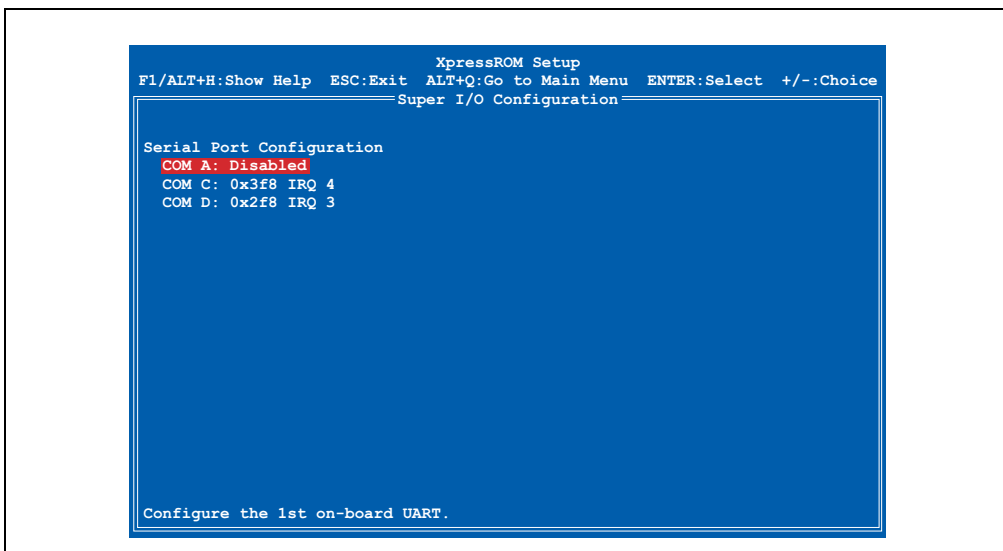 XpressROM Setup
F1/ALT+H:Show Help ESC:Exit ALT+Q:Go to Main Menu ENTER:Select +/-:Choice
Super I/O Configuration
Serial Port Configuration
COM A: Disabled
COM C: 0x3f8 IRQ 4
COM D: 0x2f8 IRQ 3
Configure the 1st on-board UART.